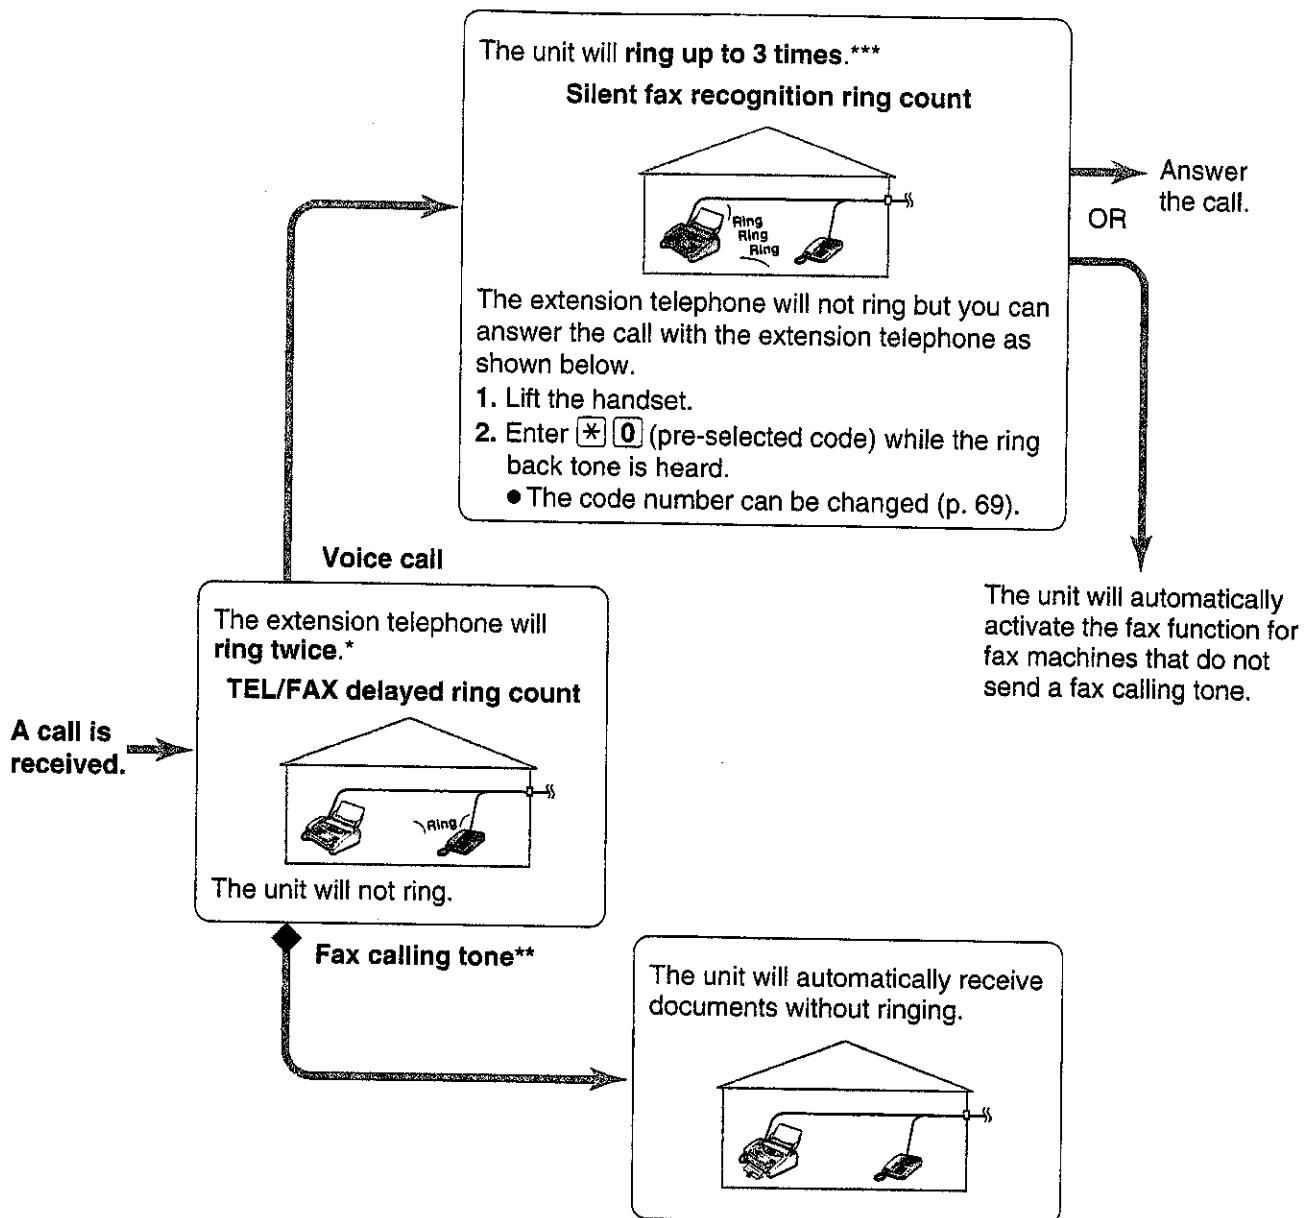 The unit will ring up to 3 times.***
Silent fax recognition ring count
Ring
Ring
Ring
The extension telephone will not ring but you can
answer the call with the extension telephone as
shown below.
1. Lift the handset.
2. Enter * 0 (pre-selected code) while the ring
back tone is heard.
● The code number can be changed (p. 69).
Answer
the call.
OR
The unit will automatically
activate the fax function for
fax machines that do not
send a fax calling tone.
Voice call
The extension telephone will
ring twice.*
TEL/FAX delayed ring count
Ring
The unit will not ring.
A call is
received.
Fax calling tone**
The unit will automatically receive
documents without ringing.